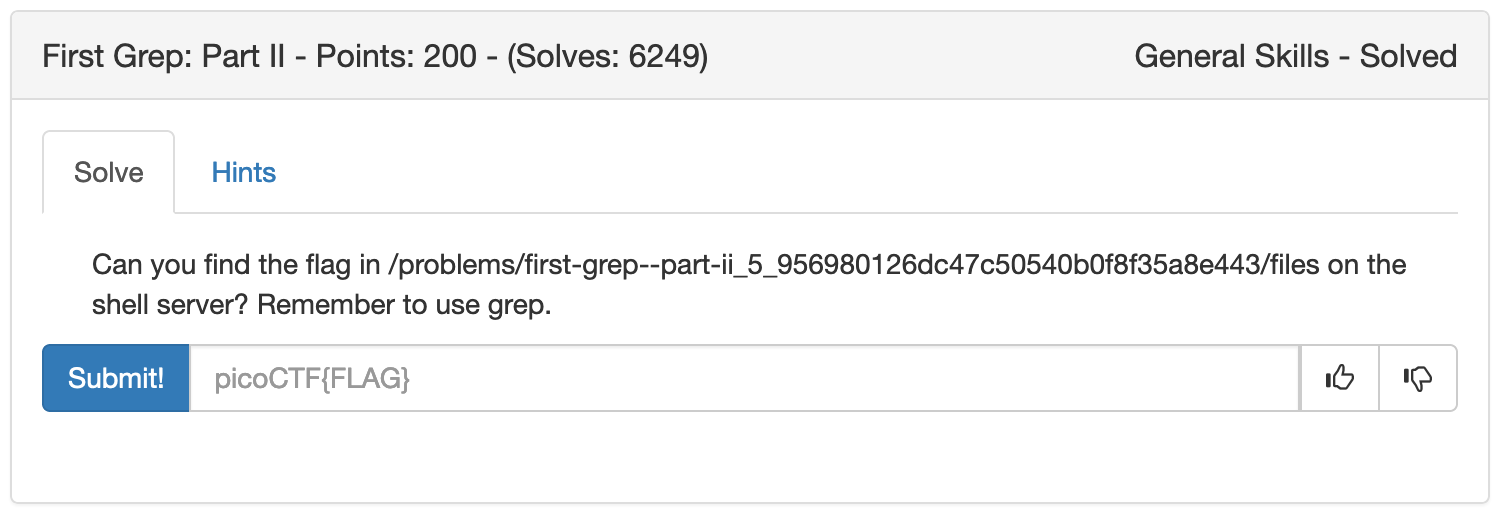 First Grep: Part II - Points: 200 - (Solves: 6249)
General Skills - Solved
Solve
Hints
Can you find the flag in /problems/first-grep--part-ii_5_956980126dc47c50540b0f8f35a8e443/files on the
shell server? Remember to use grep.
Submit!
picoCTF{FLAG}